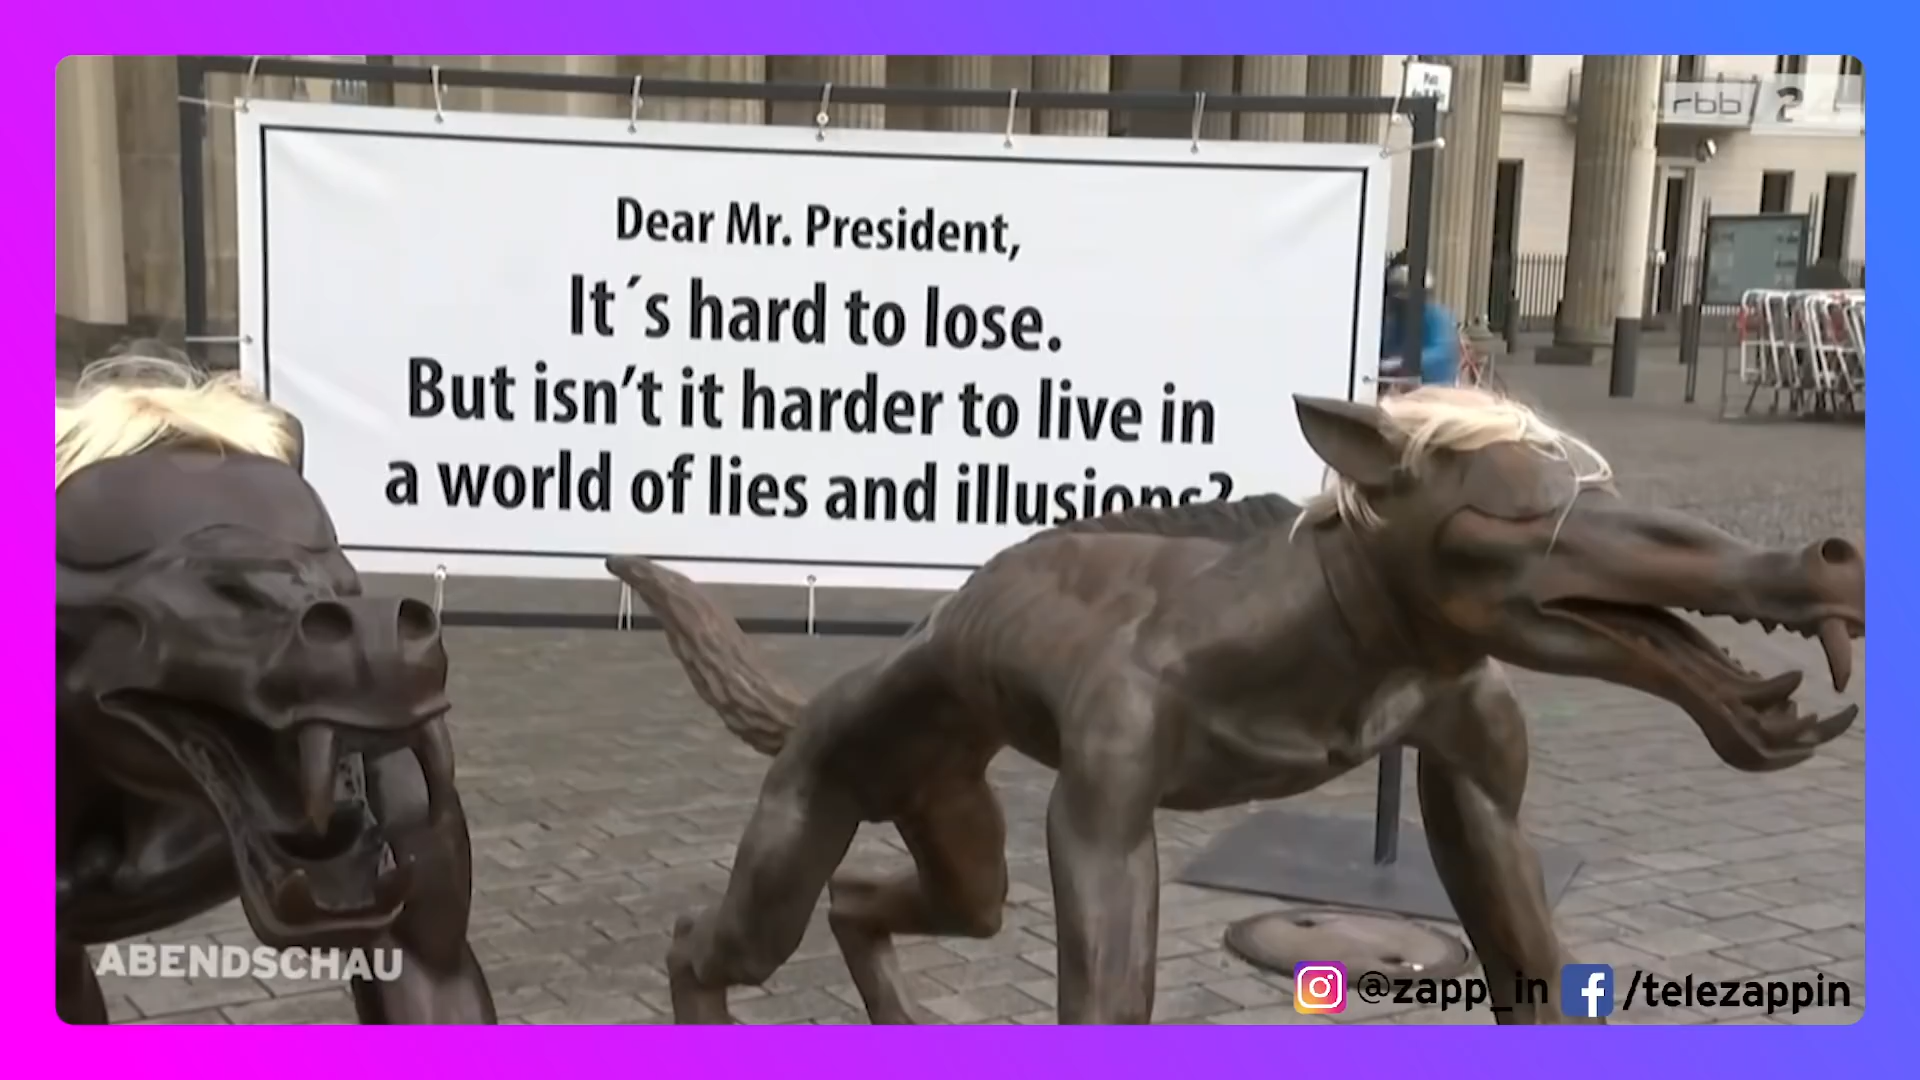 rbb
Dear Mr. President,
It´s hard to lose.
But isn’t it harder to live in
a world of lies and illusions?
ABENDSCHAU
@zapp_in /telezappin